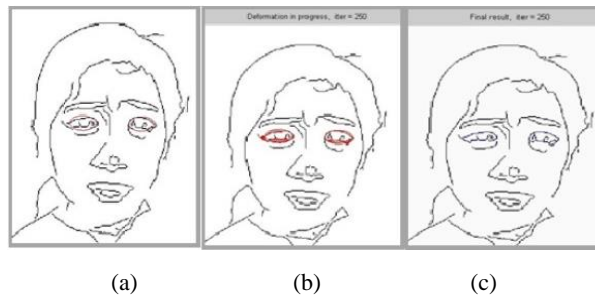 Deformation in progress, iter = 250
Final result, iter = 250
(a)
(b)
(c)